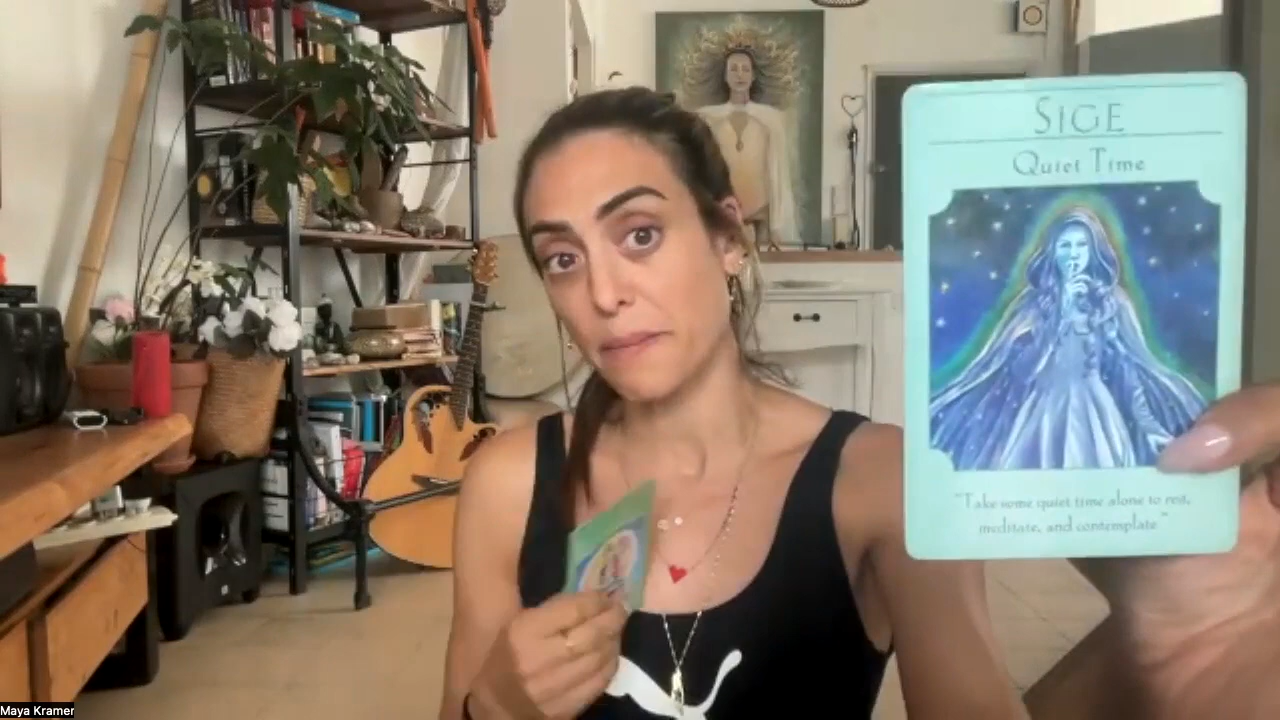 SIGE
Quiet Time
"Take some quiet time alone to rest,
meditate, and contemplate"
Maya Kramer